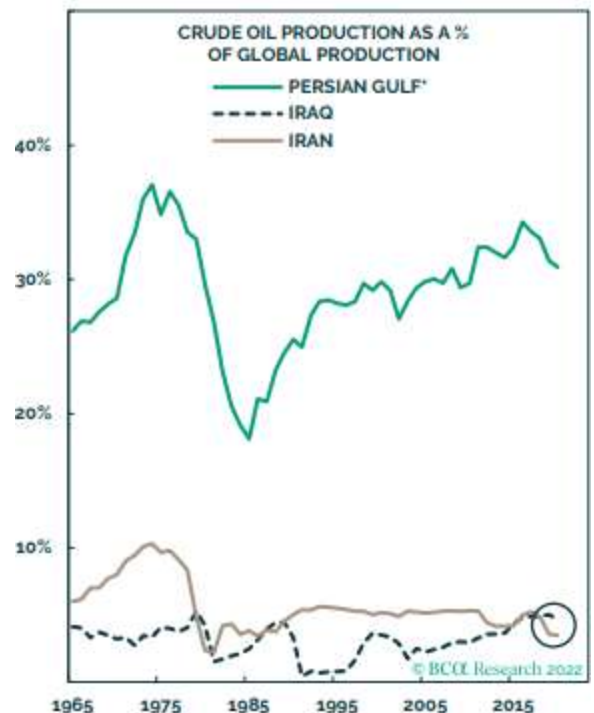 CRUDE OIL PRODUCTION AS A %
OF GLOBAL PRODUCTION
PERSIAN GULF*
IRAQ
IRAN
40%
30%
20%
10%
© BCA Research 2022
1965 1975 1985 1995 2005 2015